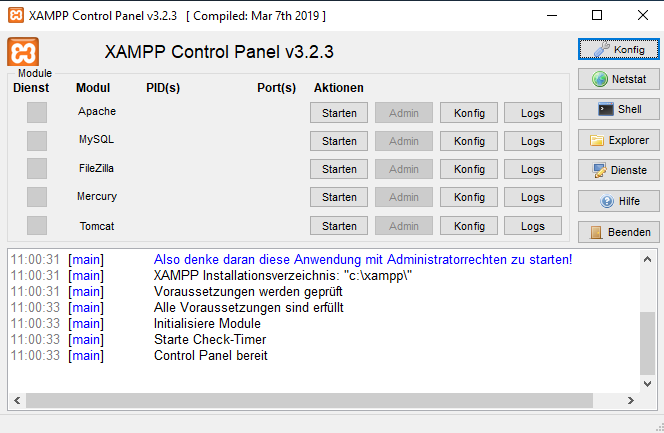 XAMPP Control Panel v3.2.3 [ Compiled: Mar 7th 2019 ]
XAMPP Control Panel v3.2.3
Konfig
Module
Dienst Modul PID(s) Port(s) Aktionen
Netstat
Apache Starten Admin Konfig Logs
Shell
MySQL Starten Admin Konfig Logs
Explorer
FileZilla Starten Admin Konfig Logs
Dienste
Mercury Starten Admin Konfig Logs
Hilfe
Tomcat Starten Admin Konfig Logs
Beenden
11:00:31 [main] Also denke daran diese Anwendung mit Administratorrechten zu starten!
11:00:31 [main] XAMPP Installationsverzeichnis: "c:\xampp\"
11:00:31 [main] Voraussetzungen werden geprüft
11:00:33 [main] Alle Voraussetzungen sind erfüllt
11:00:33 [main] Initialisiere Module
11:00:33 [main] Starte Check-Timer
11:00:33 [main] Control Panel bereit